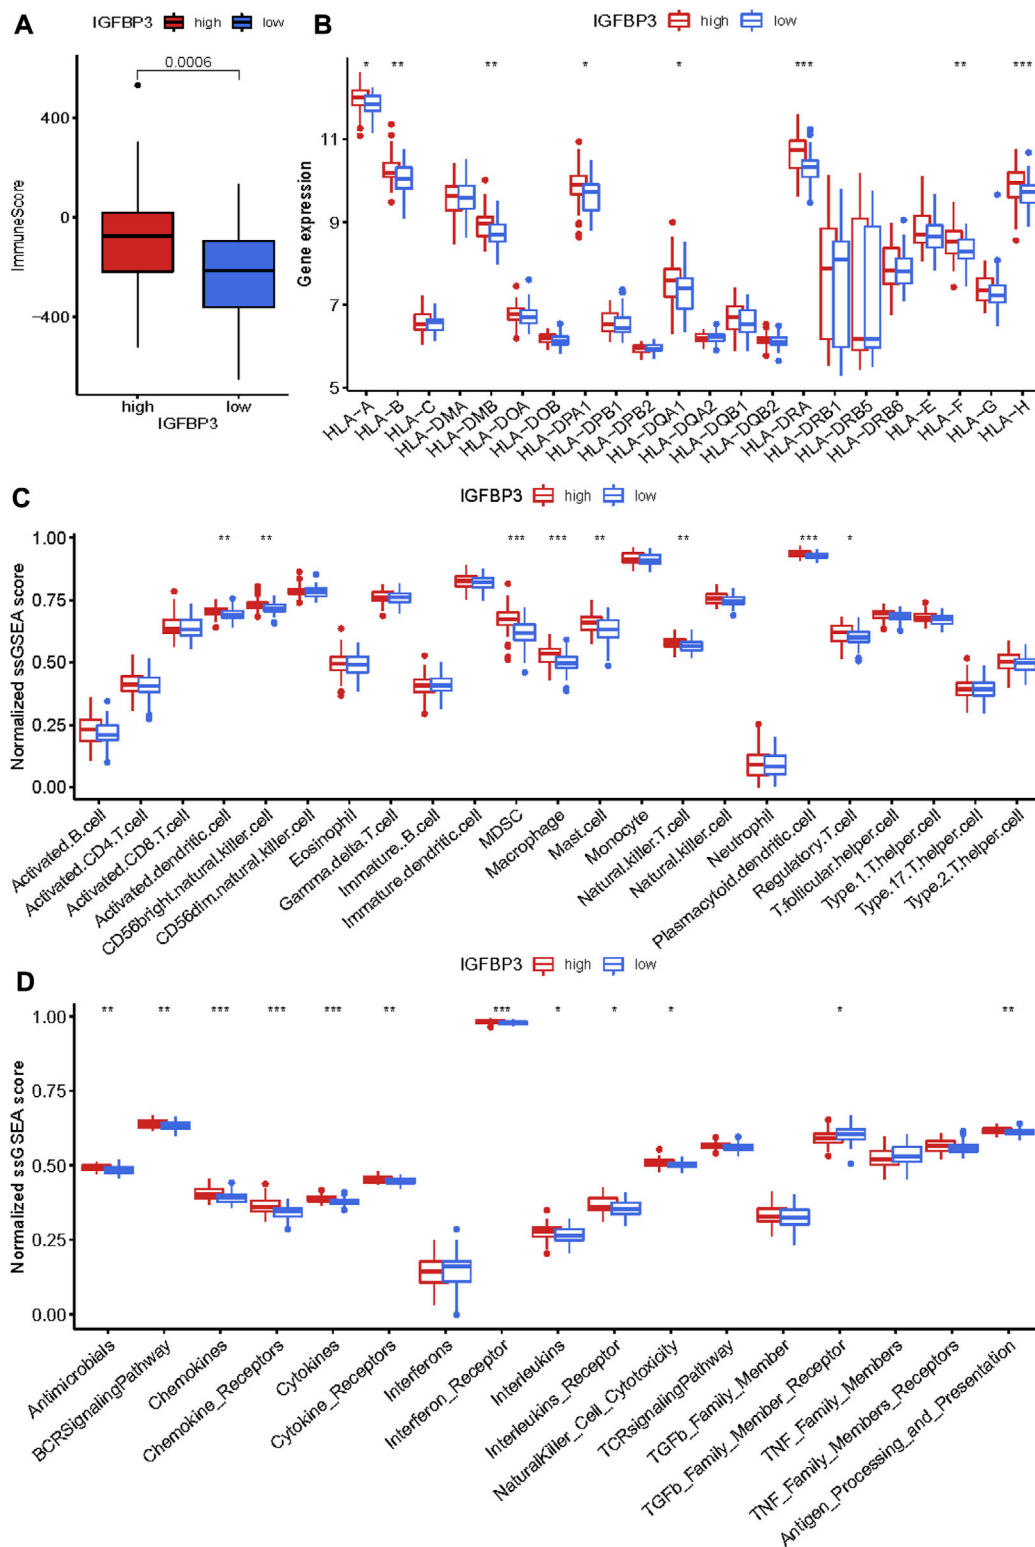 A
IGFBP3 high low
0.0006
ImmuneScore
400
0
−400
high low
IGFBP3
B
IGFBP3 high low
* ** ** * * *** ** ***
Gene expression
11
9
7
5
HLA−A
HLA−B
HLA−C
HLA−DMA
HLA−DMB
HLA−DOA
HLA−DOB
HLA−DPA1
HLA−DPB1
HLA−DPB2
HLA−DQA1
HLA−DQA2
HLA−DQB1
HLA−DQB2
HLA−DRA
HLA−DRB1
HLA−DRB5
HLA−DRB6
HLA−E
HLA−F
HLA−G
HLA−H
C
IGFBP3 high low
** ** *** *** ** ** *** *
Normalized ssGSEA score
1.00
0.75
0.50
0.25
0.00
Activated.B.cell
Activated.CD4.T.cell
Activated.CD8.T.cell
Activated.dendritic.cell
CD56bright.natural.killer.cell
CD56dim.natural.killer.cell
Eosinophil
Gamma.delta.T.cell
Immature..B.cell
Immature.dendritic.cell
MDSC
Macrophage
Mast.cell
Monocyte
Natural.killer.T.cell
Natural.killer.cell
Neutrophil
Plasmacytoid.dendritic.cell
Regulatory.T.cell
T.follicular.helper.cell
Type.1.T.helper.cell
Type.17.T.helper.cell
Type.2.T.helper.cell
D
IGFBP3 high low
** ** *** *** *** ** *** * * * * **
Normalized ssGSEA score
1.00
0.75
0.50
0.25
0.00
Antimicrobials
BCRSignalingPathway
Chemokines
Chemokine_Receptors
Cytokines
Cytokine_Receptors
Interferons
Interferon_Receptor
Interleukins
Interleukins_Receptor
NaturalKiller_Cell_Cytotoxicity
TCRsignalingPathway
TGFb_Family_Member
TGFb_Family_Member_Receptor
TNF_Family_Members
TNF_Family_Members_Receptors
Antigen_Processing_and_Presentation